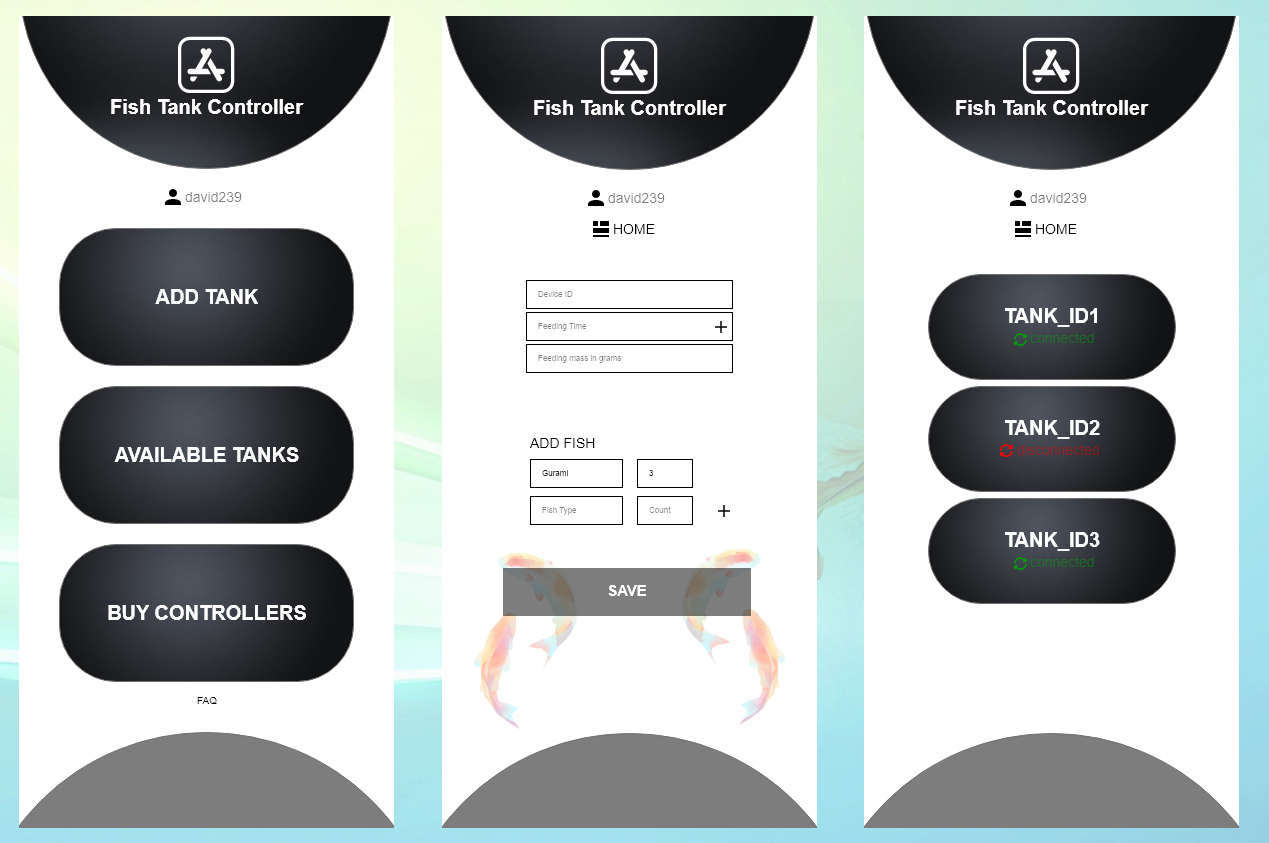 Fish Tank Controller
david239
ADD TANK
AVAILABLE TANKS
BUY CONTROLLERS
FAQ
Fish Tank Controller
david239
HOME
Device ID
Feeding Time
Feeding mass in grams
ADD FISH
Gurami 3
Fish Type Count
SAVE
Fish Tank Controller
david239
HOME
TANK_ID1
connected
TANK_ID2
disconnected
TANK_ID3
connected